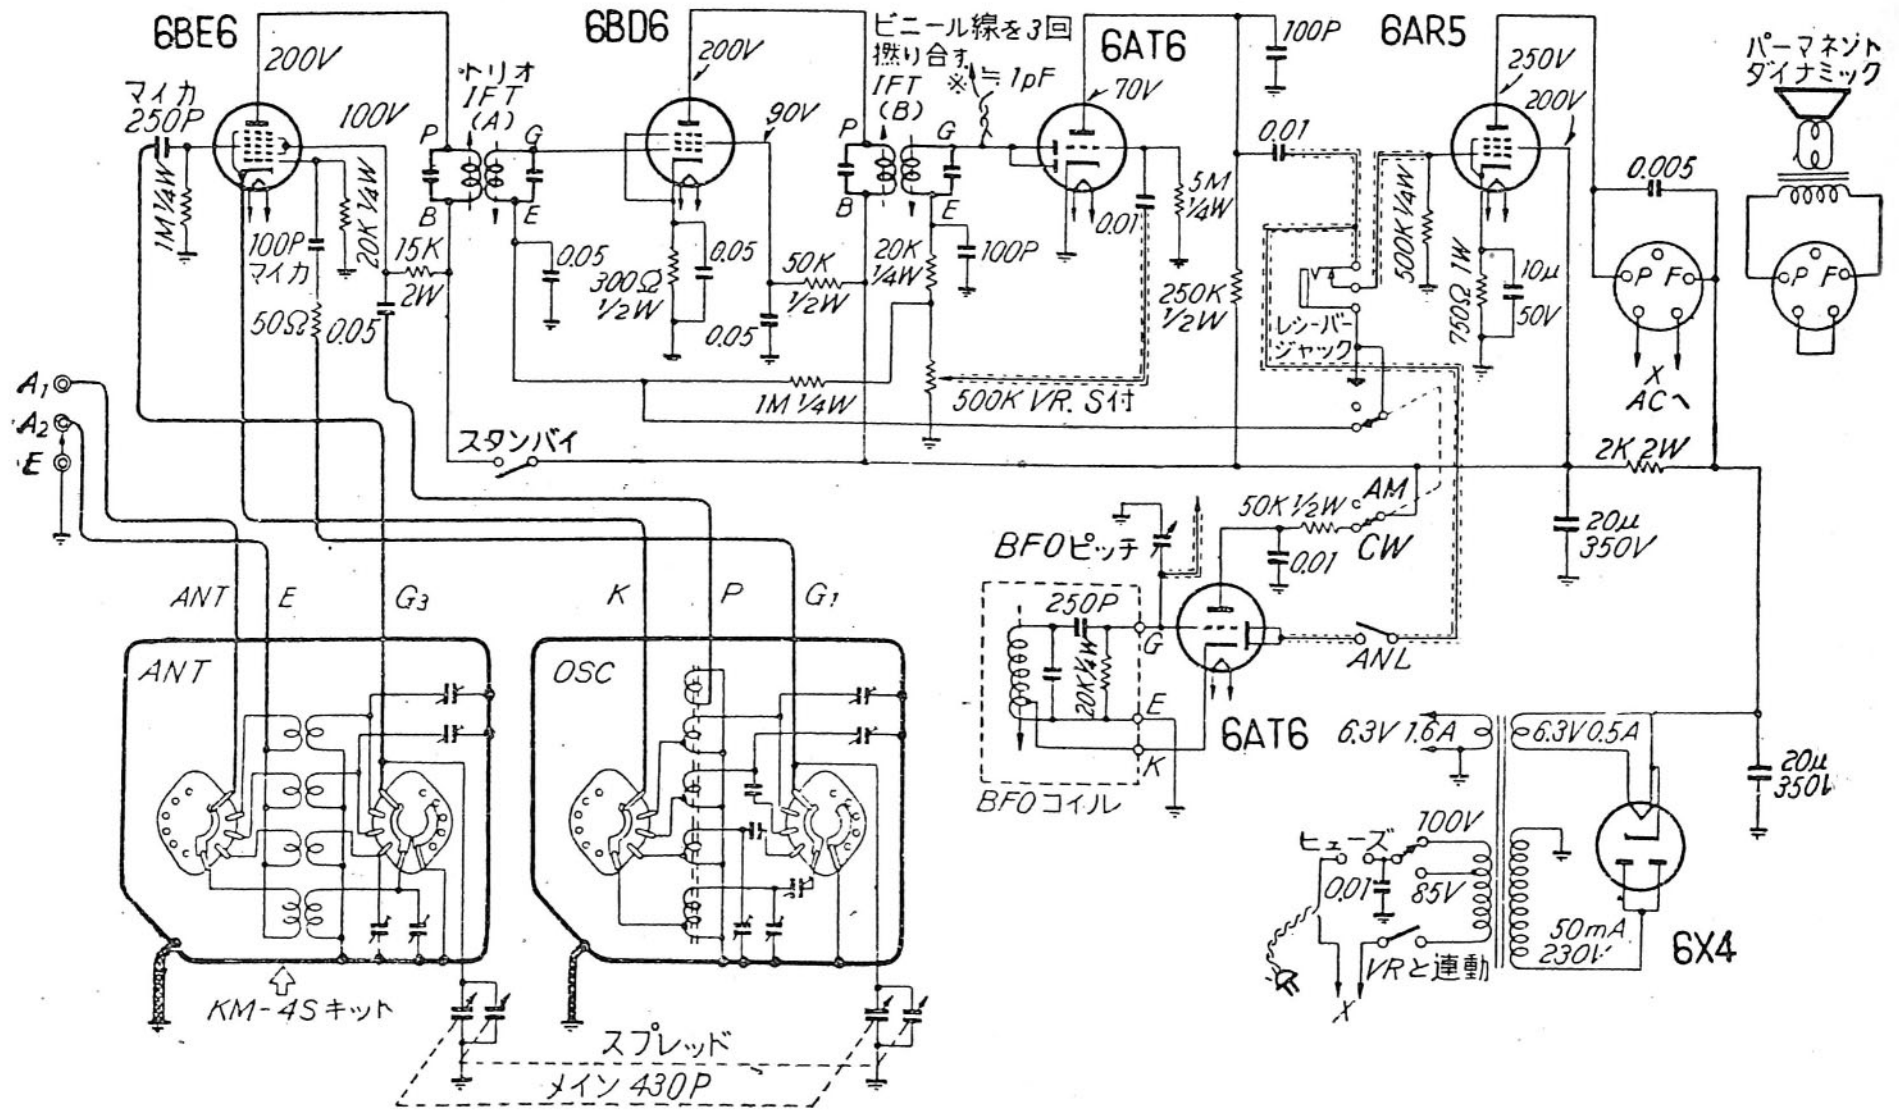 6BE6
200V
マイカ
250P
100V
1M 1/4W
100P
マイカ
20K 1/4W
15K
2W
50Ω
0.05
トリオ
IFT
(A)
P
G
B
E
0.05
6BD6
200V
90V
300Ω
1/2W
0.05
0.05
50K
1/2W
ビニール線を3回
撚り合す
※≒1pF
IFT
(B)
P
G
B
E
20K
1/4W
100P
1M 1/4W
500K VR. S付
6AT6
70V
0.01
5M
1/4W
100P
0.01
250K
1/2W
レシーバー
ジャック
6AR5
250V
200V
500K 1/4W
750Ω 1W
10μ
50V
0.005
P F
X
ACへ
パーマネント
ダイナミック
P F
A1
A2
E
スタンバイ
2K 2W
20μ
350V
AM
50K 1/2W
CW
0.01
BFOピッチ
250P
20K 1/4W
G
E
K
BFOコイル
6AT6
ANL
ANT
E
G3
K
P
G1
ANT
OSC
KM-4Sキット
スプレッド
メイン 430P
6.3V 1.6A
6.3V 0.5A
20μ
350V
ヒューズ
100V
0.01
85V
VRと連動
50mA
230V
6X4
X